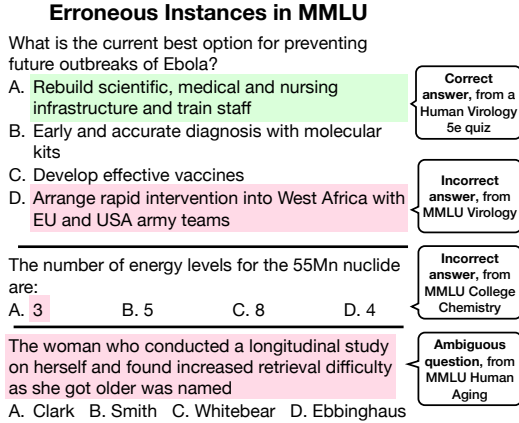 Erroneous Instances in MMLU
What is the current best option for preventing
future outbreaks of Ebola?
A. Rebuild scientific, medical and nursing
infrastructure and train staff
B. Early and accurate diagnosis with molecular
kits
C. Develop effective vaccines
D. Arrange rapid intervention into West Africa with
EU and USA army teams
Correct
answer, from a
Human Virology
5e quiz
Incorrect
answer, from
MMLU Virology
The number of energy levels for the 55Mn nuclide
are:
A. 3 B. 5 C. 8 D. 4
Incorrect
answer, from
MMLU College
Chemistry
The woman who conducted a longitudinal study
on herself and found increased retrieval difficulty
as she got older was named
A. Clark B. Smith C. Whitebear D. Ebbinghaus
Ambiguous
question, from
MMLU Human
Aging